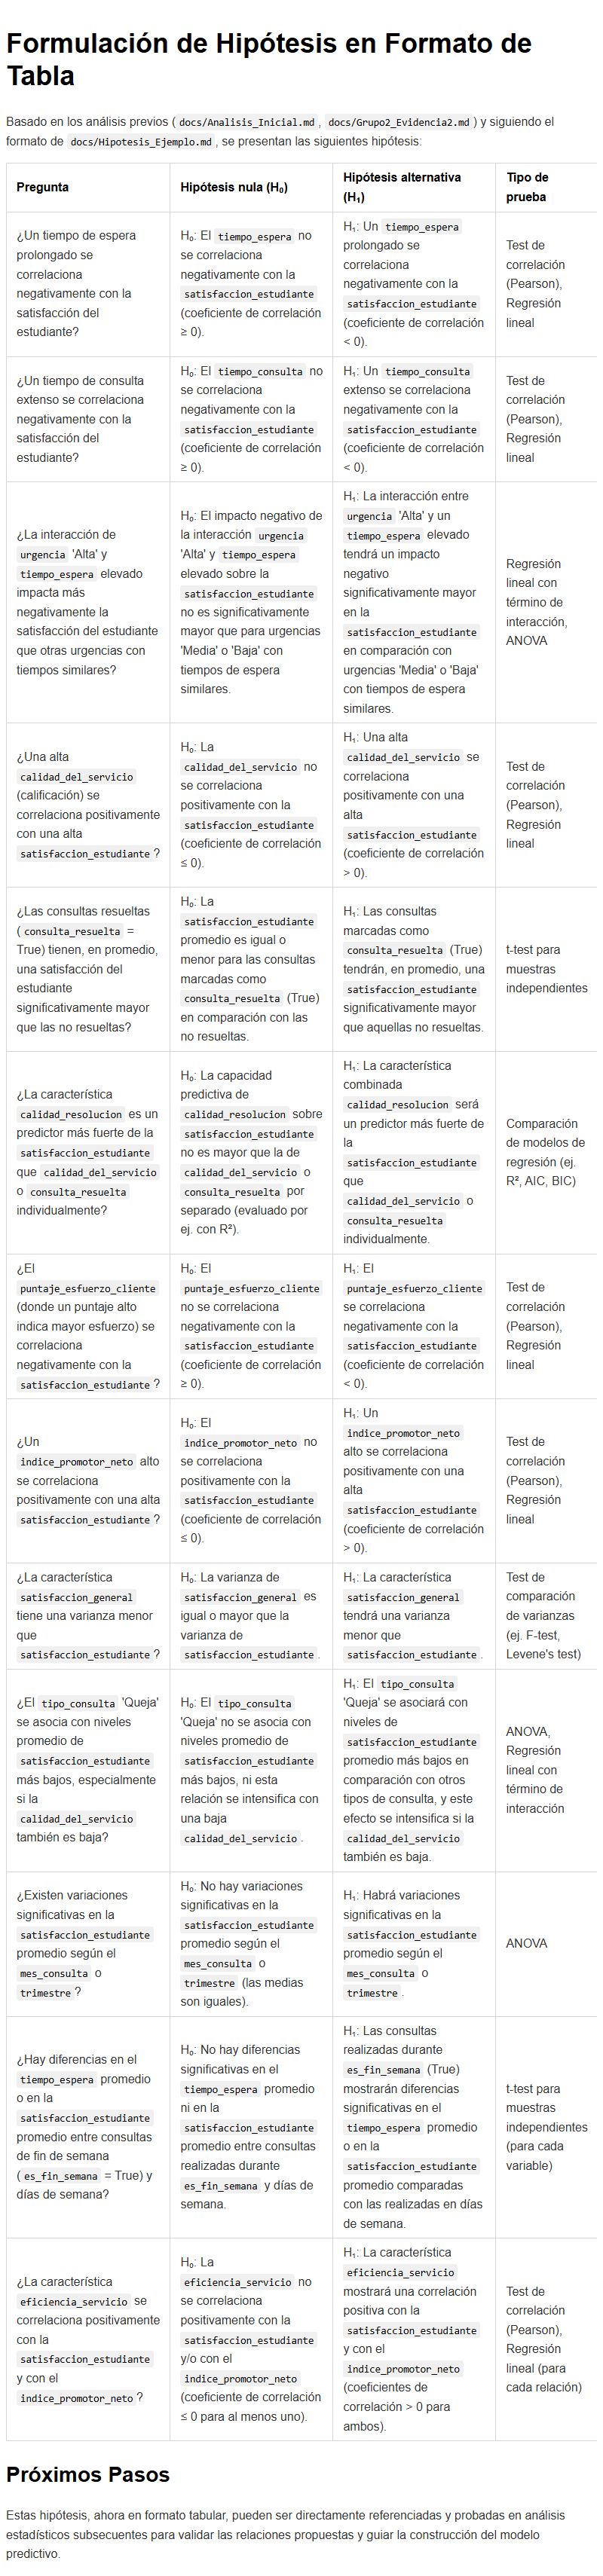 Formulación de Hipótesis en Formato de
Tabla
Basado en los análisis previos ( docs/Analisis_Inicial.md , docs/Grupo2_Evidencia2.md ) y siguiendo el
formato de docs/Hipotesis_Ejemplo.md , se presentan las siguientes hipótesis:
Pregunta
Hipótesis nula (H₀)
Hipótesis alternativa
(H₁)
Tipo de
prueba
¿Un tiempo de espera
prolongado se
correlaciona
negativamente con la
satisfacción del
estudiante?
H₀: El tiempo_espera no
se correlaciona
negativamente con la
satisfaccion_estudiante
(coeficiente de correlación
≥ 0).
H₁: Un tiempo_espera
prolongado se
correlaciona
negativamente con la
satisfaccion_estudiante
(coeficiente de correlación
< 0).
Test de
correlación
(Pearson),
Regresión
lineal
¿Un tiempo de consulta
extenso se correlaciona
negativamente con la
satisfacción del
estudiante?
H₀: El tiempo_consulta no
se correlaciona
negativamente con la
satisfaccion_estudiante
(coeficiente de correlación
≥ 0).
H₁: Un tiempo_consulta
extenso se correlaciona
negativamente con la
satisfaccion_estudiante
(coeficiente de correlación
< 0).
Test de
correlación
(Pearson),
Regresión
lineal
¿La interacción de
urgencia 'Alta' y
tiempo_espera elevado
impacta más
negativamente la
satisfacción del estudiante
que otras urgencias con
tiempos similares?
H₀: El impacto negativo de
la interacción urgencia
'Alta' y tiempo_espera
elevado sobre la
satisfaccion_estudiante
no es significativamente
mayor que para urgencias
'Media' o 'Baja' con
tiempos de espera
similares.
H₁: La interacción entre
urgencia 'Alta' y un
tiempo_espera elevado
tendrá un impacto
negativo
significativamente mayor
en la
satisfaccion_estudiante
en comparación con
urgencias 'Media' o 'Baja'
con tiempos de espera
similares.
Regresión
lineal con
término de
interacción,
ANOVA
¿Una alta
calidad_del_servicio
(calificación) se
correlaciona positivamente
con una alta
satisfaccion_estudiante ?
H₀: La
calidad_del_servicio no
se correlaciona
positivamente con la
satisfaccion_estudiante
(coeficiente de correlación
≤ 0).
H₁: Una alta
calidad_del_servicio se
correlaciona
positivamente con una
alta
satisfaccion_estudiante
(coeficiente de correlación
> 0).
Test de
correlación
(Pearson),
Regresión
lineal
¿Las consultas resueltas
( consulta_resuelta =
True) tienen, en promedio,
una satisfacción del
estudiante
significativamente mayor
que las no resueltas?
H₀: La
satisfaccion_estudiante
promedio es igual o
menor para las consultas
marcadas como
consulta_resuelta (True)
en comparación con las
no resueltas.
H₁: Las consultas
marcadas como
consulta_resuelta (True)
tendrán, en promedio, una
satisfaccion_estudiante
significativamente mayor
que aquellas no resueltas.
t-test para
muestras
independientes
¿La característica
calidad_resolucion es un
predictor más fuerte de la
satisfaccion_estudiante
que calidad_del_servicio
o consulta_resuelta
individualmente?
H₀: La capacidad
predictiva de
calidad_resolucion sobre
satisfaccion_estudiante
no es mayor que la de
calidad_del_servicio o
consulta_resuelta por
separado (evaluado por
ej. con R²).
H₁: La característica
combinada
calidad_resolucion será
un predictor más fuerte de
la
satisfaccion_estudiante
que
calidad_del_servicio o
consulta_resuelta
individualmente.
Comparación
de modelos de
regresión (ej.
R², AIC, BIC)
¿El
puntaje_esfuerzo_cliente
(donde un puntaje alto
indica mayor esfuerzo) se
correlaciona
negativamente con la
satisfaccion_estudiante ?
H₀: El
puntaje_esfuerzo_cliente
no se correlaciona
negativamente con la
satisfaccion_estudiante
(coeficiente de correlación
≥ 0).
H₁: El
puntaje_esfuerzo_cliente
se correlaciona
negativamente con la
satisfaccion_estudiante
(coeficiente de correlación
< 0).
Test de
correlación
(Pearson),
Regresión
lineal
¿Un
indice_promotor_neto alto
se correlaciona
positivamente con una alta
satisfaccion_estudiante ?
H₀: El
indice_promotor_neto no
se correlaciona
positivamente con la
satisfaccion_estudiante
(coeficiente de correlación
≤ 0).
H₁: Un
indice_promotor_neto
alto se correlaciona
positivamente con una
alta
satisfaccion_estudiante
(coeficiente de correlación
> 0).
Test de
correlación
(Pearson),
Regresión
lineal
¿La característica
satisfaccion_general
tiene una varianza menor
que
satisfaccion_estudiante ?
H₀: La varianza de
satisfaccion_general es
igual o mayor que la
varianza de
satisfaccion_estudiante .
H₁: La característica
satisfaccion_general
tendrá una varianza
menor que
satisfaccion_estudiante .
Test de
comparación
de varianzas
(ej. F-test,
Levene's test)
¿El tipo_consulta 'Queja'
se asocia con niveles
promedio de
satisfaccion_estudiante
más bajos, especialmente
si la
calidad_del_servicio
también es baja?
H₀: El tipo_consulta
'Queja' no se asocia con
niveles promedio de
satisfaccion_estudiante
más bajos, ni esta
relación se intensifica con
una baja
calidad_del_servicio .
H₁: El tipo_consulta
'Queja' se asociará con
niveles de
satisfaccion_estudiante
promedio más bajos en
comparación con otros
tipos de consulta, y este
efecto se intensifica si la
calidad_del_servicio
también es baja.
ANOVA,
Regresión
lineal con
término de
interacción
¿Existen variaciones
significativas en la
satisfaccion_estudiante
promedio según el
mes_consulta o
trimestre ?
H₀: No hay variaciones
significativas en la
satisfaccion_estudiante
promedio según el
mes_consulta o
trimestre (las medias
son iguales).
H₁: Habrá variaciones
significativas en la
satisfaccion_estudiante
promedio según el
mes_consulta o
trimestre .
ANOVA
¿Hay diferencias en el
tiempo_espera promedio
o en la
satisfaccion_estudiante
promedio entre consultas
de fin de semana
( es_fin_semana = True) y
días de semana?
H₀: No hay diferencias
significativas en el
tiempo_espera promedio
ni en la
satisfaccion_estudiante
promedio entre consultas
realizadas durante
es_fin_semana y días de
semana.
H₁: Las consultas
realizadas durante
es_fin_semana (True)
mostrarán diferencias
significativas en el
tiempo_espera promedio
o en la
satisfaccion_estudiante
promedio comparadas
con las realizadas en días
de semana.
t-test para
muestras
independientes
(para cada
variable)
¿La característica
eficiencia_servicio se
correlaciona positivamente
con la
satisfaccion_estudiante
y con el
indice_promotor_neto ?
H₀: La
eficiencia_servicio no
se correlaciona
positivamente con la
satisfaccion_estudiante
y/o con el
indice_promotor_neto
(coeficiente de correlación
≤ 0 para al menos uno).
H₁: La característica
eficiencia_servicio
mostrará una correlación
positiva con la
satisfaccion_estudiante
y con el
indice_promotor_neto
(coeficientes de
correlación > 0 para
ambos).
Test de
correlación
(Pearson),
Regresión
lineal (para
cada relación)
Próximos Pasos
Estas hipótesis, ahora en formato tabular, pueden ser directamente referenciadas y probadas en análisis
estadísticos subsecuentes para validar las relaciones propuestas y guiar la construcción del modelo
predictivo.